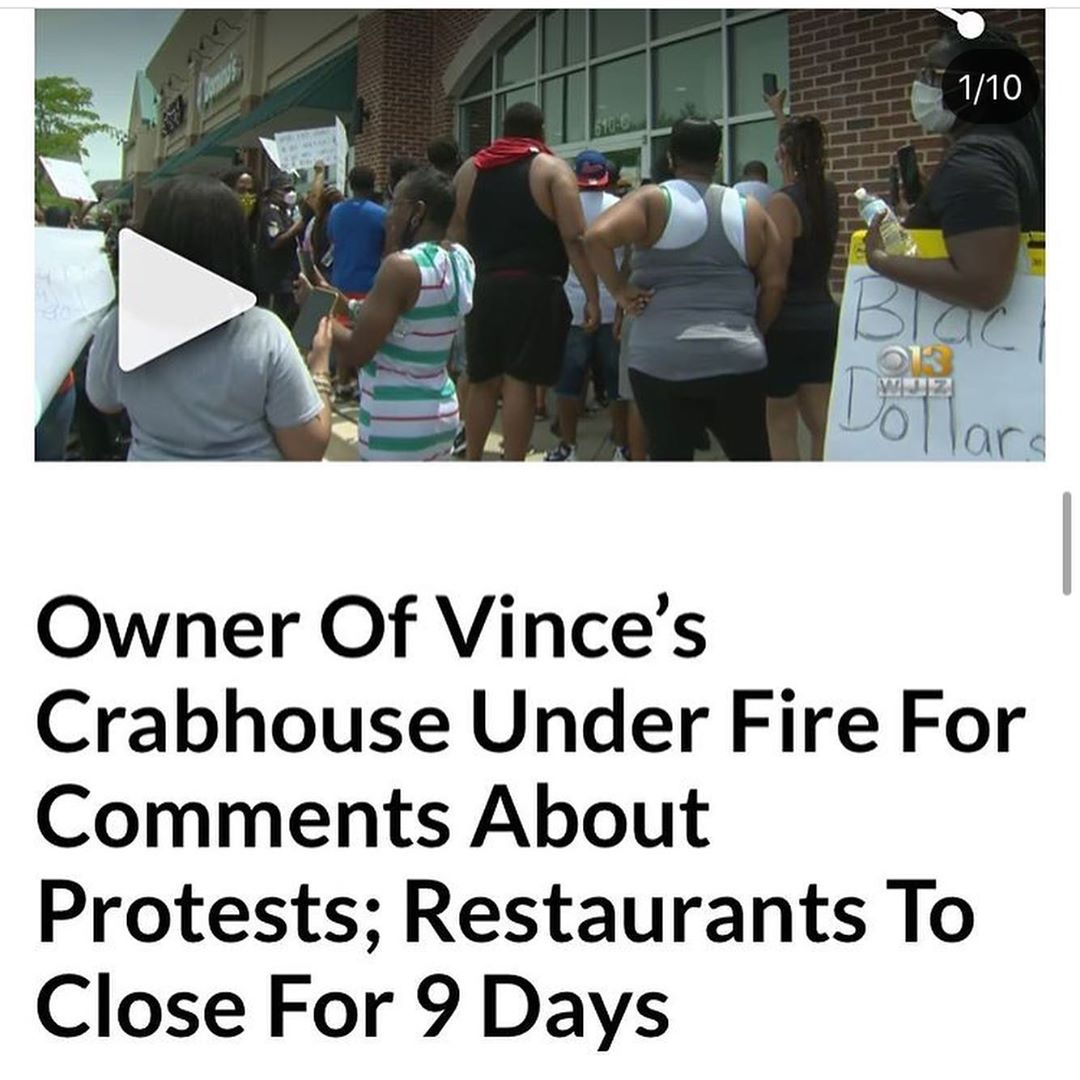 1/10
510-C
Blac
Dollars
13
WJZ
Owner Of Vince’s
Crabhouse Under Fire For
Comments About
Protests; Restaurants To
Close For 9 Days